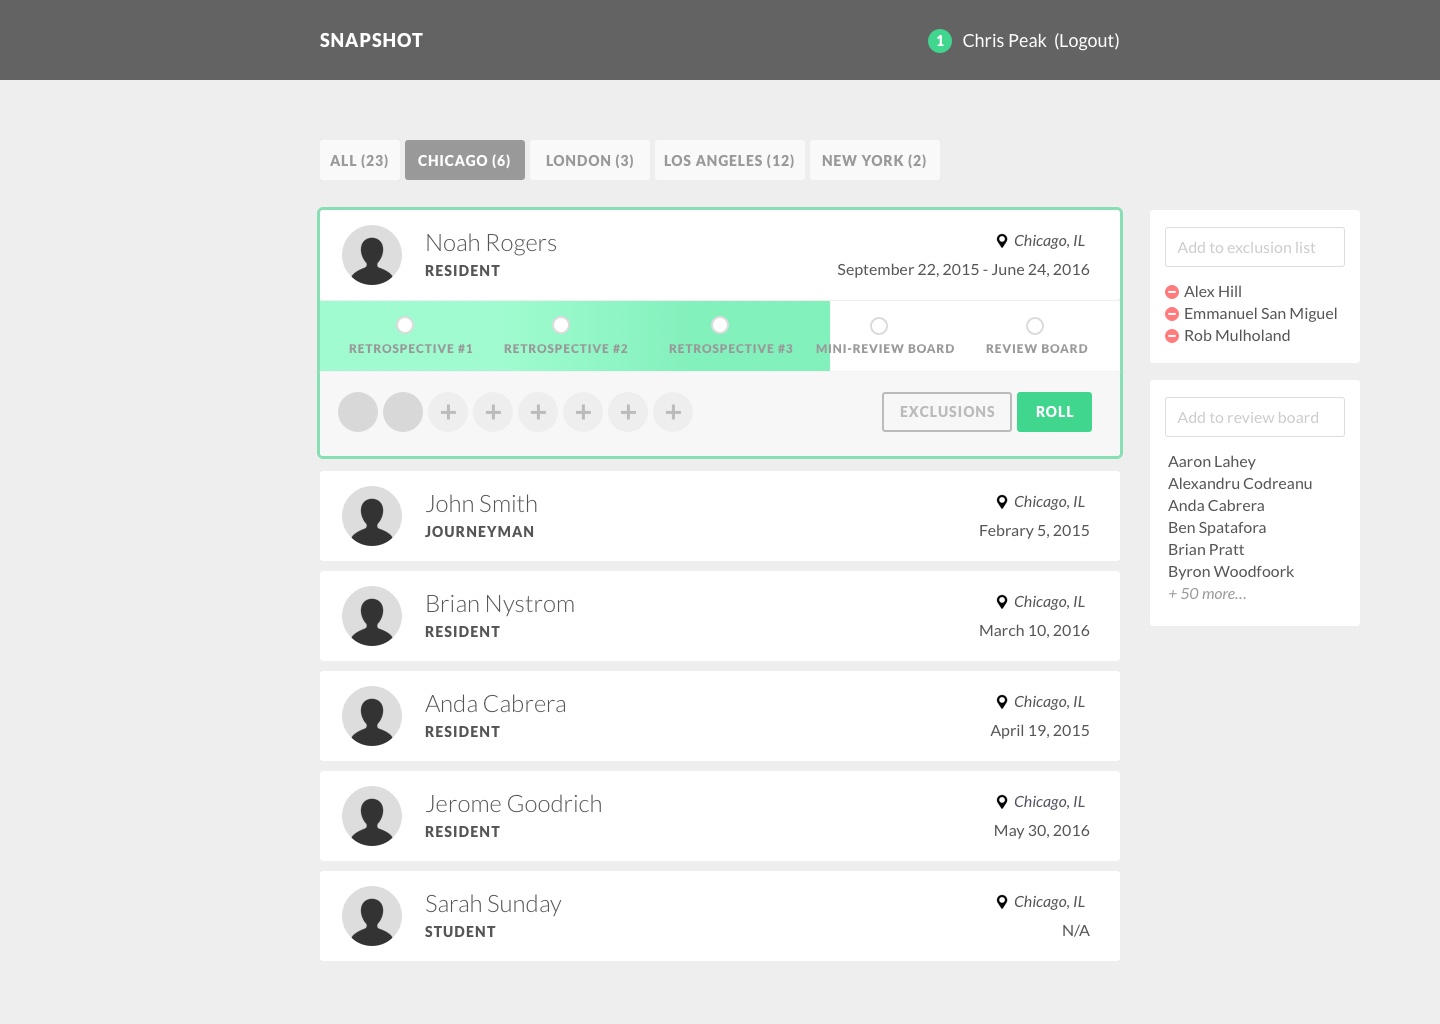 SNAPSHOT
1 Chris Peak (Logout)
ALL (23) CHICAGO (6) LONDON (3) LOS ANGELES (12) NEW YORK (2)
Noah Rogers
RESIDENT
Chicago, IL
September 22, 2015 - June 24, 2016
RETROSPECTIVE #1 RETROSPECTIVE #2 RETROSPECTIVE #3 MINI-REVIEW BOARD REVIEW BOARD
+ + + + + +
EXCLUSIONS ROLL
John Smith
JOURNEYMAN
Chicago, IL
Febrary 5, 2015
Brian Nystrom
RESIDENT
Chicago, IL
March 10, 2016
Anda Cabrera
RESIDENT
Chicago, IL
April 19, 2015
Jerome Goodrich
RESIDENT
Chicago, IL
May 30, 2016
Sarah Sunday
STUDENT
Chicago, IL
N/A
Add to exclusion list
Alex Hill
Emmanuel San Miguel
Rob Mulholand
Add to review board
Aaron Lahey
Alexandru Codreanu
Anda Cabrera
Ben Spatafora
Brian Pratt
Byron Woodfoork
+ 50 more...